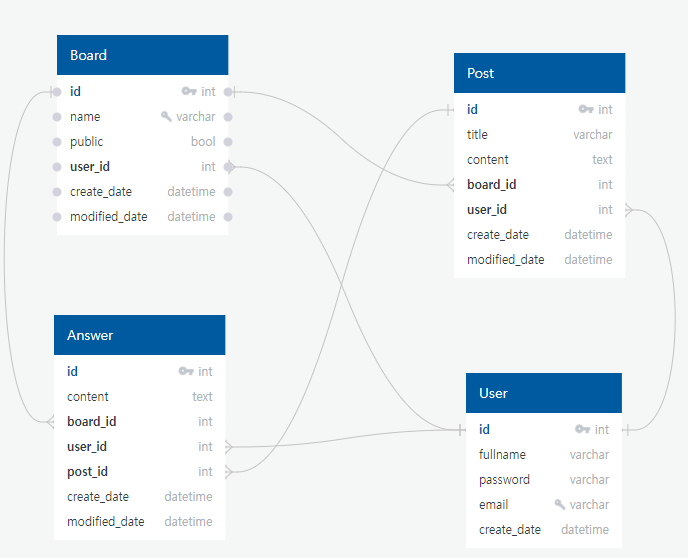 Board
id int
name varchar
public bool
user_id int
create_date datetime
modified_date datetime
Post
id int
title varchar
content text
board_id int
user_id int
create_date datetime
modified_date datetime
Answer
id int
content text
board_id int
user_id int
post_id int
create_date datetime
modified_date datetime
User
id int
fullname varchar
password varchar
email varchar
create_date datetime